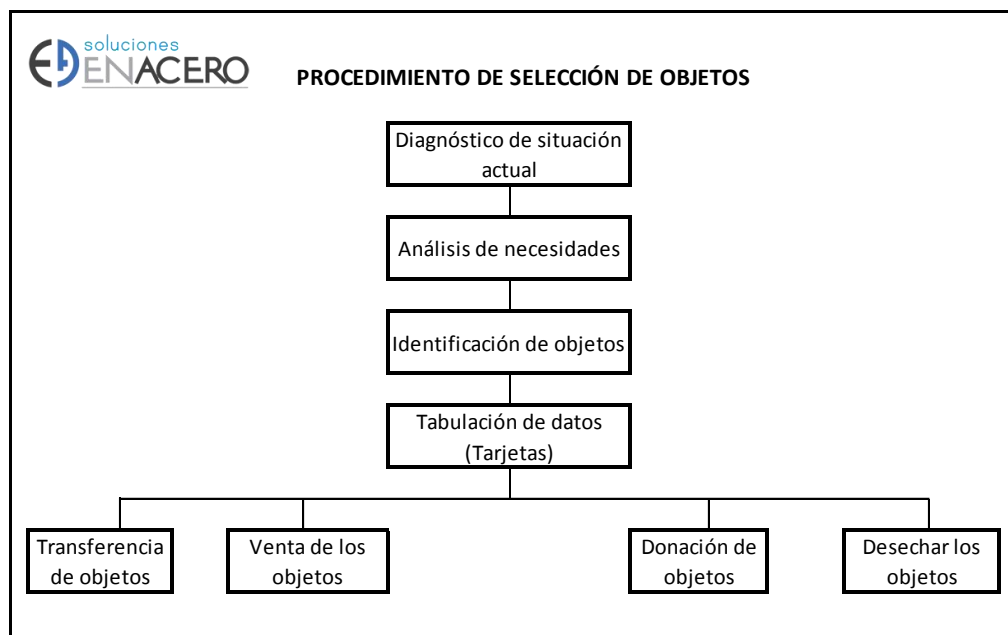 soluciones
ENACERO
PROCEDIMIENTO DE SELECCIÓN DE OBJETOS
Diagnóstico de situación
actual
Análisis de necesidades
Identificación de objetos
Tabulación de datos
(Tarjetas)
Transferencia
de objetos
Venta de los
objetos
Donación de
objetos
Desechar los
objetos